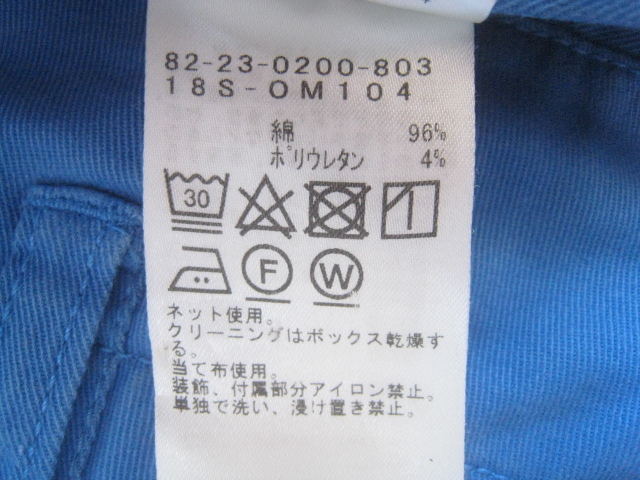 82-23-0200-803
18S-OM104
綿 96%
ポリウレタン 4%
30
F W
ネット使用。
クリーニングはボックス乾燥す
る。
当て布使用。
装飾、付属部分アイロン禁止。
単独で洗い、浸け置き禁止。